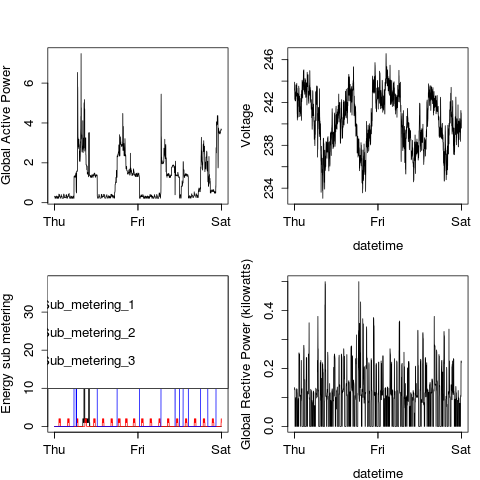 Global Active Power
0 2 4 6
Thu Fri Sat
Voltage
234 238 242 246
Thu Fri Sat
datetime
Energy sub metering
0 10 20 30
Sub_metering_1
Sub_metering_2
Sub_metering_3
Thu Fri Sat
Global Rective Power (kilowatts)
0.0 0.2 0.4
Thu Fri Sat
datetime